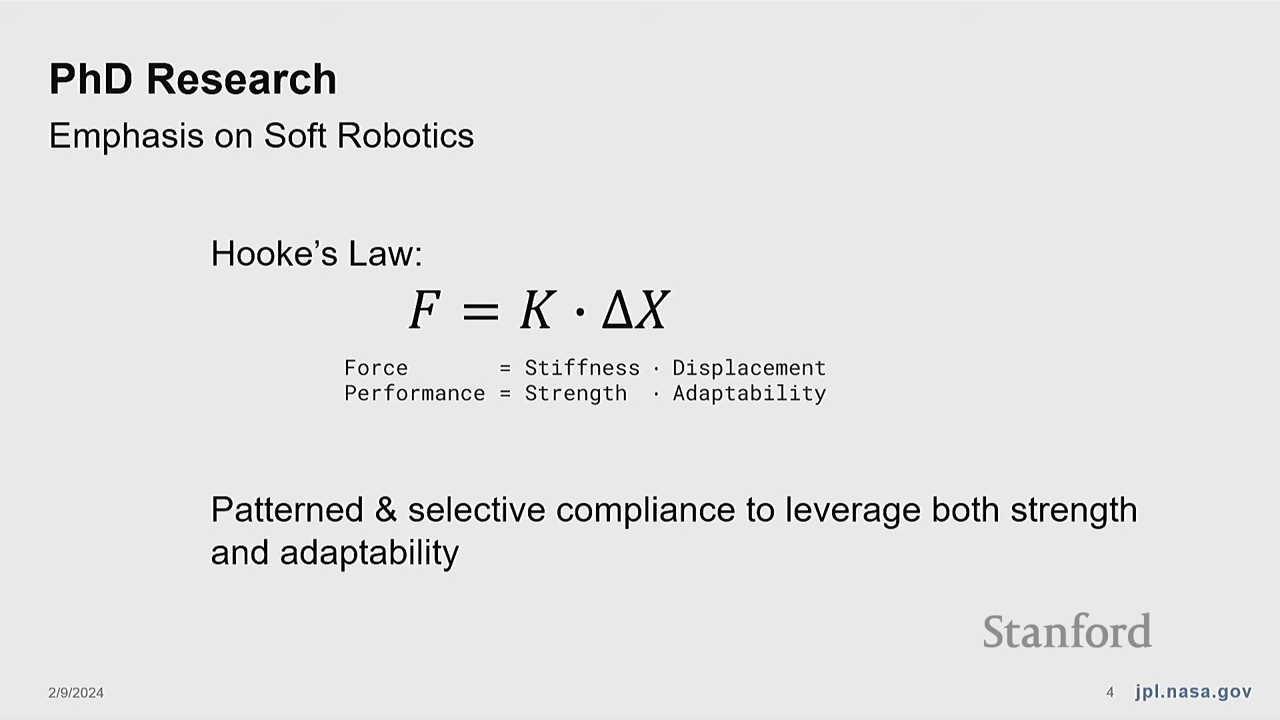 PhD Research
Emphasis on Soft Robotics
Hooke’s Law:
F = K · ΔX
Force = Stiffness · Displacement
Performance = Strength · Adaptability
Patterned & selective compliance to leverage both strength
and adaptability
Stanford
2/9/2024
4 jpl.nasa.gov